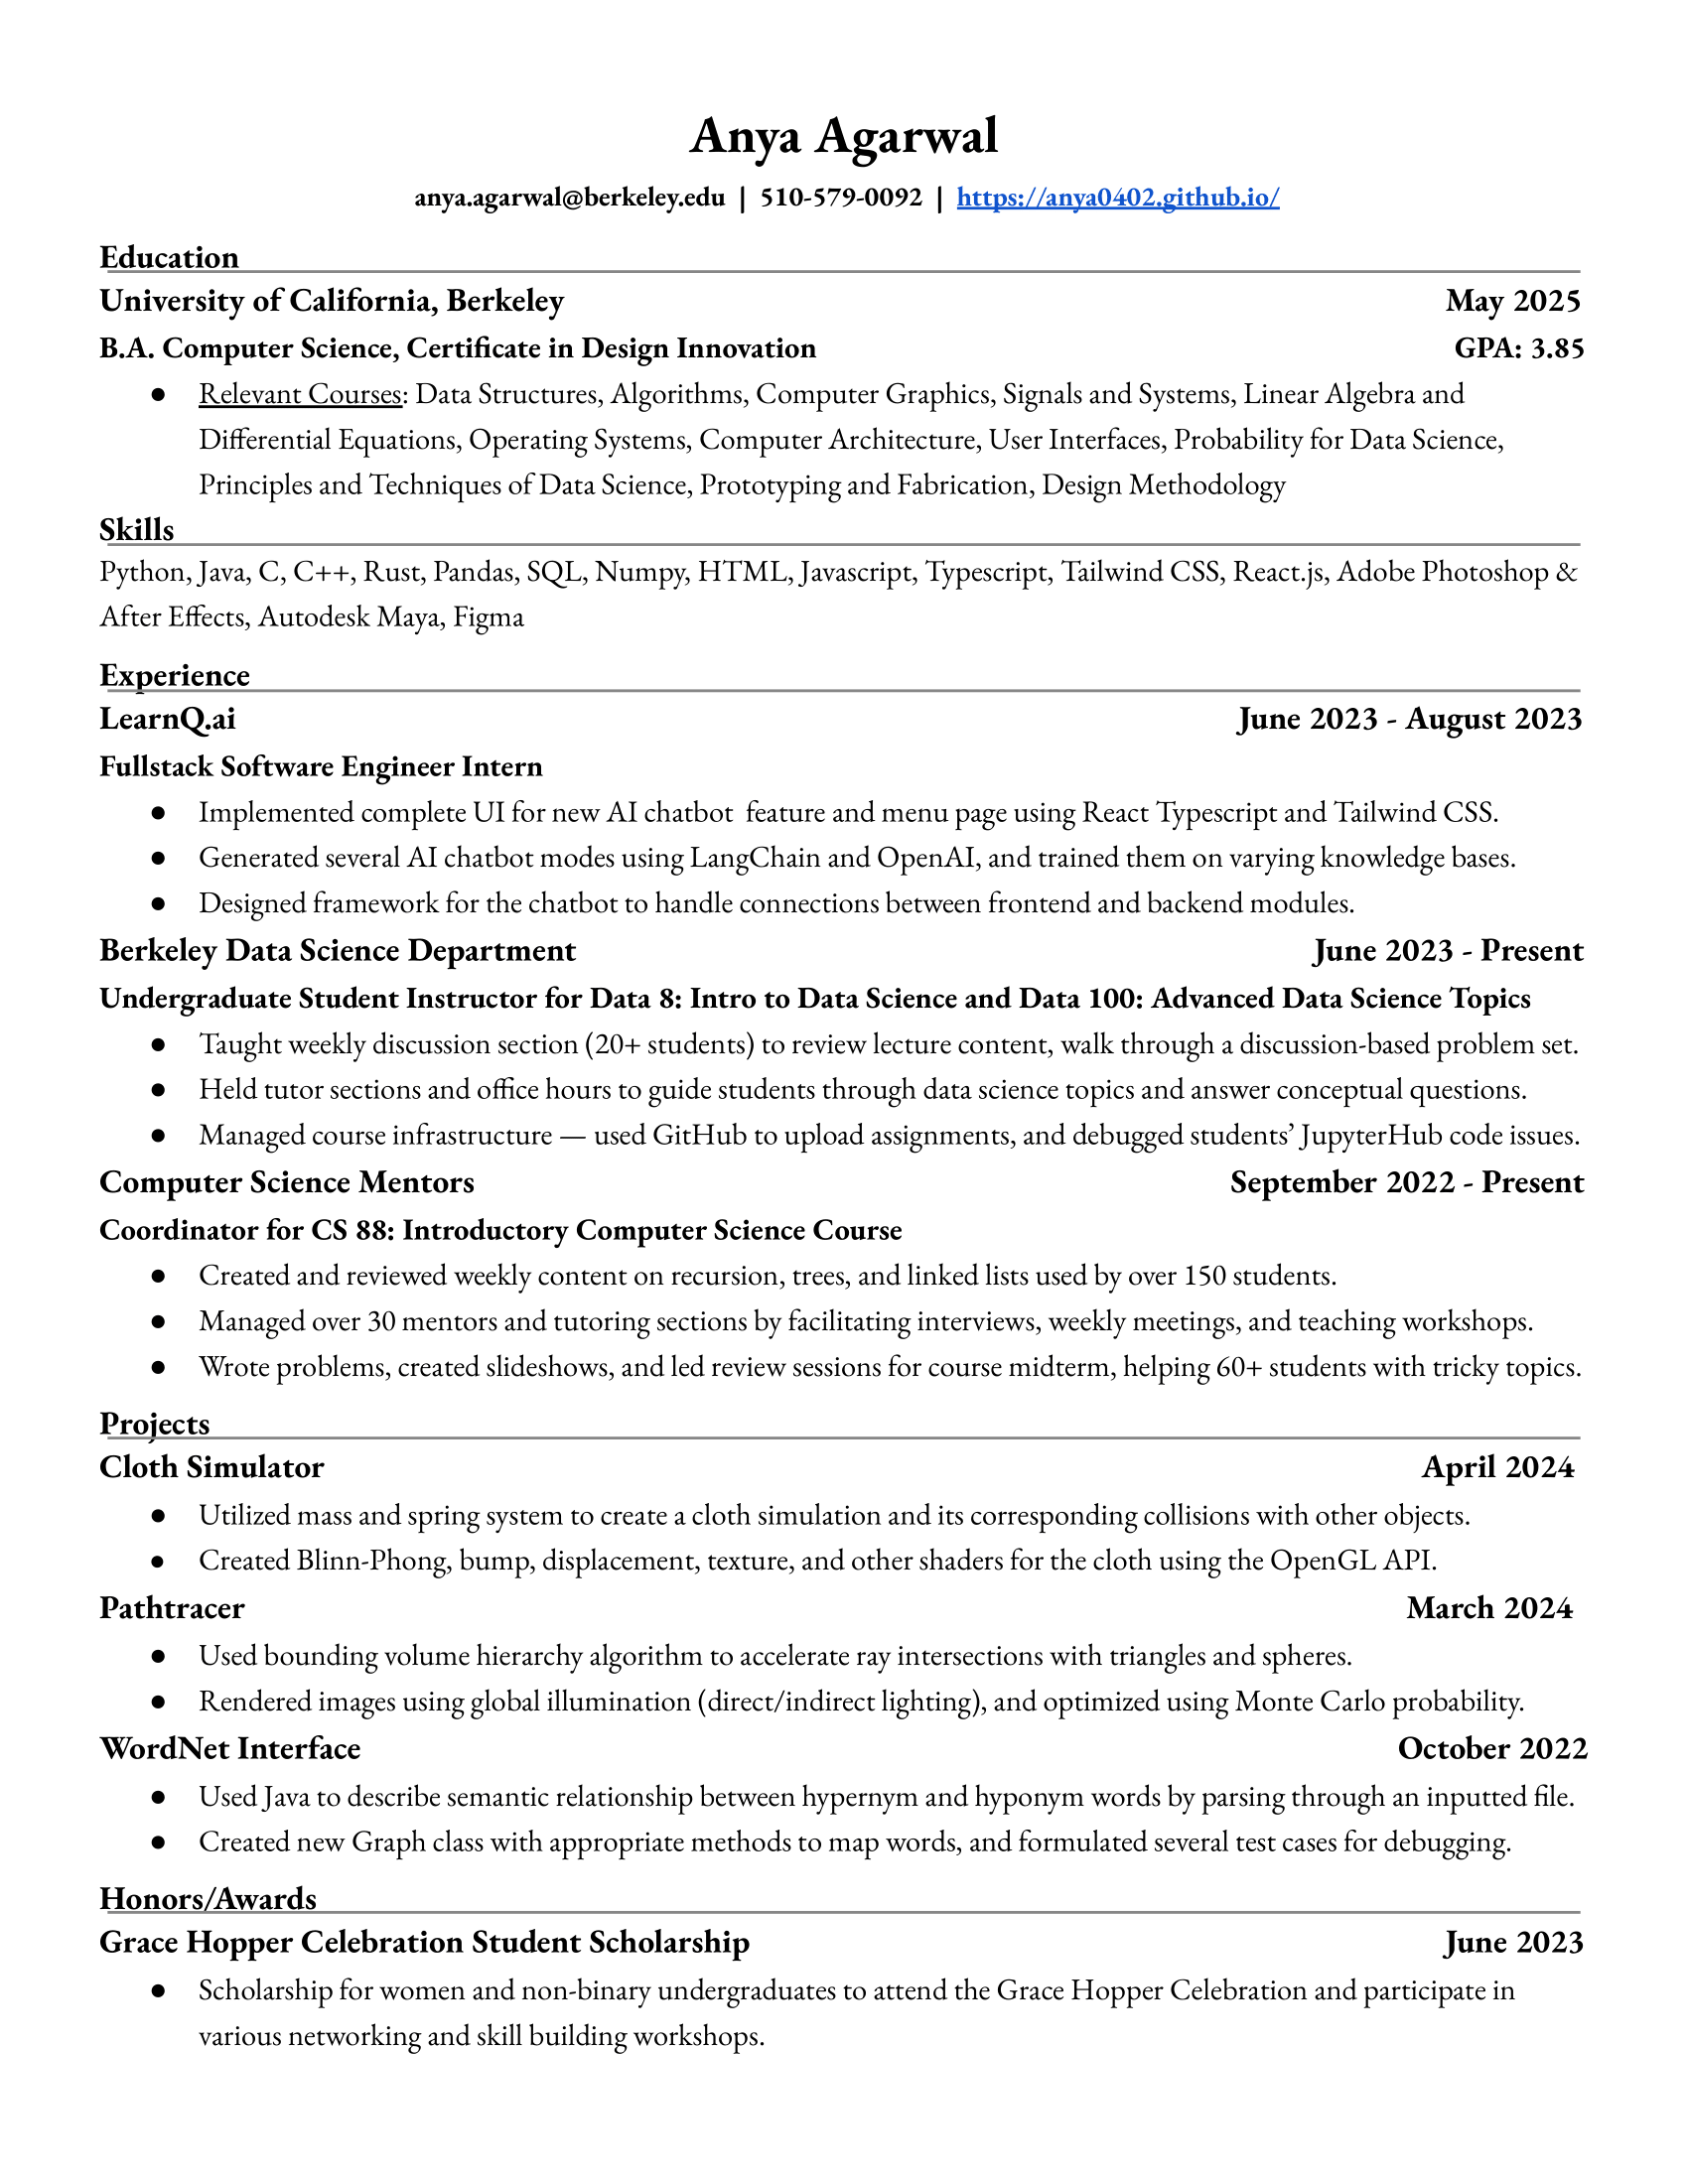 Anya Agarwal
anya.agarwal@berkeley.edu | 510-579-0092 | https://anya0402.github.io/
Education
University of California, Berkeley May 2025
B.A. Computer Science, Certificate in Design Innovation GPA: 3.85
● Relevant Courses: Data Structures, Algorithms, Computer Graphics, Signals and Systems, Linear Algebra and
Differential Equations, Operating Systems, Computer Architecture, User Interfaces, Probability for Data Science,
Principles and Techniques of Data Science, Prototyping and Fabrication, Design Methodology
Skills
Python, Java, C, C++, Rust, Pandas, SQL, Numpy, HTML, Javascript, Typescript, Tailwind CSS, React.js, Adobe Photoshop &
After Effects, Autodesk Maya, Figma
Experience
LearnQ.ai June 2023 - August 2023
Fullstack Software Engineer Intern
● Implemented complete UI for new AI chatbot feature and menu page using React Typescript and Tailwind CSS.
● Generated several AI chatbot modes using LangChain and OpenAI, and trained them on varying knowledge bases.
● Designed framework for the chatbot to handle connections between frontend and backend modules.
Berkeley Data Science Department June 2023 - Present
Undergraduate Student Instructor for Data 8: Intro to Data Science and Data 100: Advanced Data Science Topics
● Taught weekly discussion section (20+ students) to review lecture content, walk through a discussion-based problem set.
● Held tutor sections and office hours to guide students through data science topics and answer conceptual questions.
● Managed course infrastructure — used GitHub to upload assignments, and debugged students’ JupyterHub code issues.
Computer Science Mentors September 2022 - Present
Coordinator for CS 88: Introductory Computer Science Course
● Created and reviewed weekly content on recursion, trees, and linked lists used by over 150 students.
● Managed over 30 mentors and tutoring sections by facilitating interviews, weekly meetings, and teaching workshops.
● Wrote problems, created slideshows, and led review sessions for course midterm, helping 60+ students with tricky topics.
Projects
Cloth Simulator April 2024
● Utilized mass and spring system to create a cloth simulation and its corresponding collisions with other objects.
● Created Blinn-Phong, bump, displacement, texture, and other shaders for the cloth using the OpenGL API.
Pathtracer March 2024
● Used bounding volume hierarchy algorithm to accelerate ray intersections with triangles and spheres.
● Rendered images using global illumination (direct/indirect lighting), and optimized using Monte Carlo probability.
WordNet Interface October 2022
● Used Java to describe semantic relationship between hypernym and hyponym words by parsing through an inputted file.
● Created new Graph class with appropriate methods to map words, and formulated several test cases for debugging.
Honors/Awards
Grace Hopper Celebration Student Scholarship June 2023
● Scholarship for women and non-binary undergraduates to attend the Grace Hopper Celebration and participate in
various networking and skill building workshops.